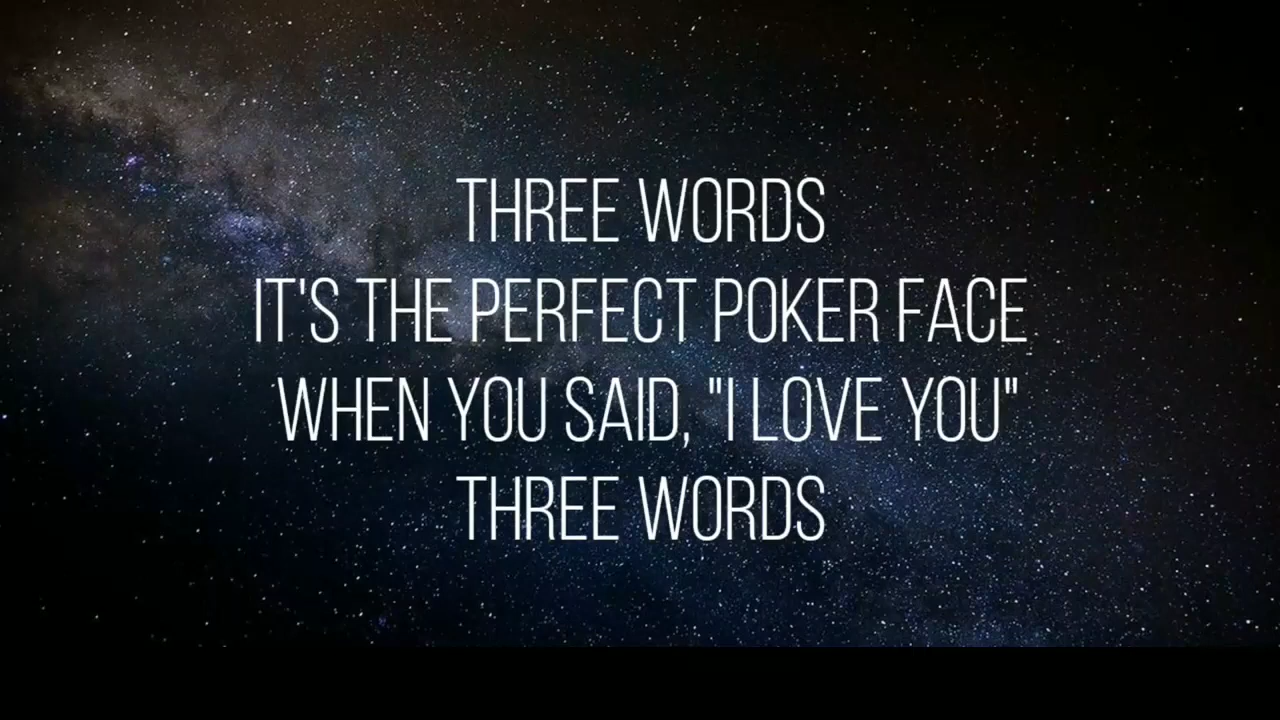 THREE WORDS
IT'S THE PERFECT POKER FACE
WHEN YOU SAID, "I LOVE YOU"
THREE WORDS